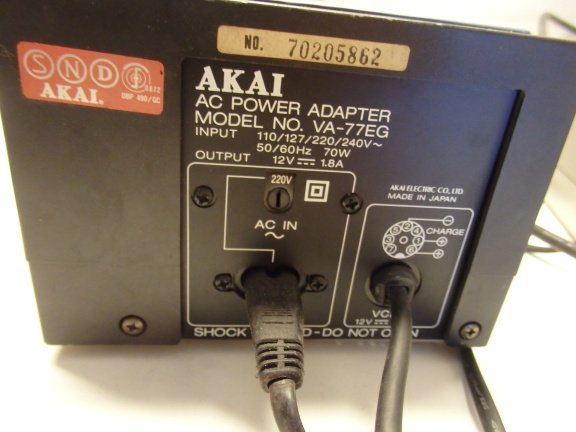 NO. 70205862
S N D
AKAI.
AKAI
AC POWER ADAPTER
MODEL NO. VA-77EG
INPUT 110/127/220/240V~
50/60Hz 70W
OUTPUT 12V⎓1.8A
220V
AKAI ELECTRIC CO., LTD.
MADE IN JAPAN
AC IN
~
CHARGE
12V⎓
SHOCK - DO NOT